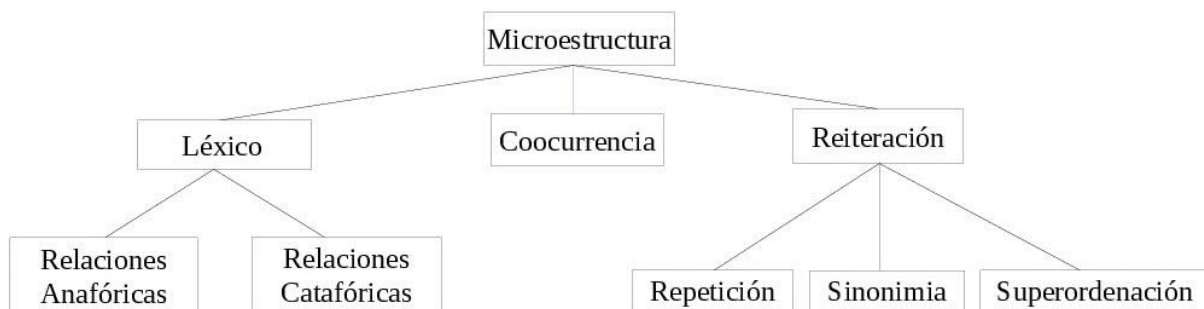 Microestructura
Léxico
Coocurrencia
Reiteración
Relaciones
Anafóricas
Relaciones
Catafóricas
Repetición
Sinonimia
Superordenación